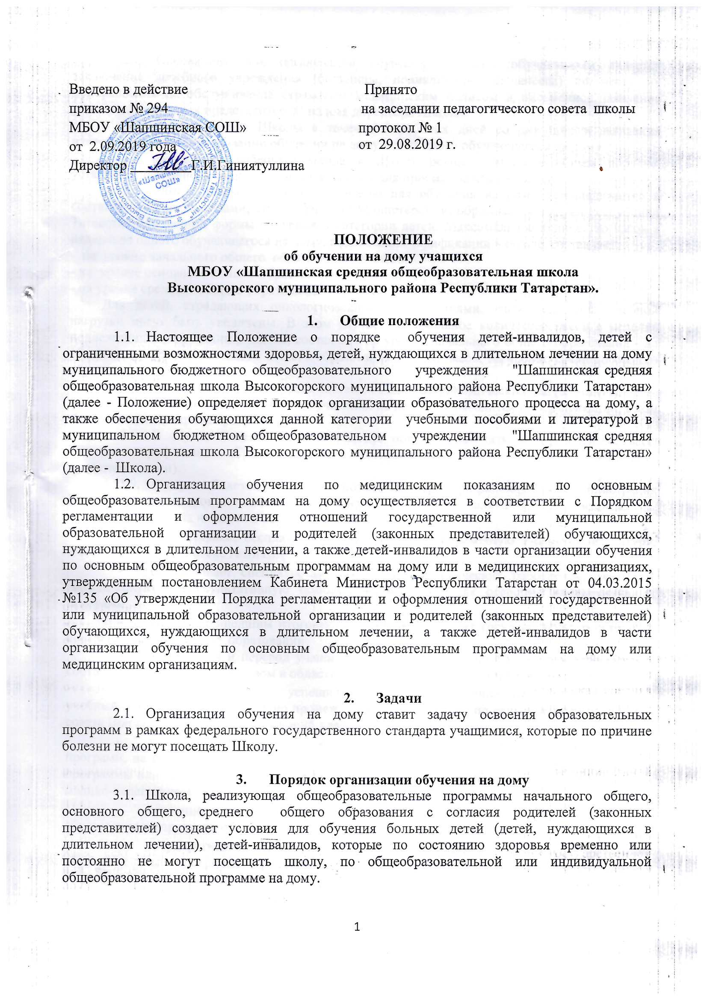 Введено в действие
приказом № 294
МБОУ «Шапшинская СОШ»
от 2.09.2019 года
Директор Г.И.Гиниятуллина
«Шапшинская
СОШ»
Принято
на заседании педагогического совета школы
протокол № 1
от 29.08.2019 г.
ПОЛОЖЕНИЕ
об обучении на дому учащихся
МБОУ «Шапшинская средняя общеобразовательная школа
Высокогорского муниципального района Республики Татарстан».
1. Общие положения
1.1. Настоящее Положение о порядке обучения детей-инвалидов, детей с
ограниченными возможностями здоровья, детей, нуждающихся в длительном лечении на дому
муниципального бюджетного общеобразовательного учреждения "Шапшинская средняя
общеобразовательная школа Высокогорского муниципального района Республики Татарстан»
(далее - Положение) определяет порядок организации образовательного процесса на дому, а
также обеспечения обучающихся данной категории учебными пособиями и литературой в
муниципальном бюджетном общеобразовательном учреждении "Шапшинская средняя
общеобразовательная школа Высокогорского муниципального района Республики Татарстан»
(далее - Школа).
1.2. Организация обучения по медицинским показаниям по основным
общеобразовательным программам на дому осуществляется в соответствии с Порядком
регламентации и оформления отношений государственной или муниципальной
образовательной организации и родителей (законных представителей) обучающихся,
нуждающихся в длительном лечении, а также детей-инвалидов в части организации обучения
по основным общеобразовательным программам на дому или в медицинских организациях,
утвержденным постановлением Кабинета Министров Республики Татарстан от 04.03.2015
№135 «Об утверждении Порядка регламентации и оформления отношений государственной
или муниципальной образовательной организации и родителей (законных представителей)
обучающихся, нуждающихся в длительном лечении, а также детей-инвалидов в части
организации обучения по основным общеобразовательным программам на дому или
медицинским организациям.
2. Задачи
2.1. Организация обучения на дому ставит задачу освоения образовательных
программ в рамках федерального государственного стандарта учащимися, которые по причине
болезни не могут посещать Школу.
3. Порядок организации обучения на дому
3.1. Школа, реализующая общеобразовательные программы начального общего,
основного общего, среднего общего образования с согласия родителей (законных
представителей) создает условия для обучения больных детей (детей, нуждающихся в
длительном лечении), детей-инвалидов, которые по состоянию здоровья временно или
постоянно не могут посещать школу, по общеобразовательной или индивидуальной
общеобразовательной программе на дому.
1